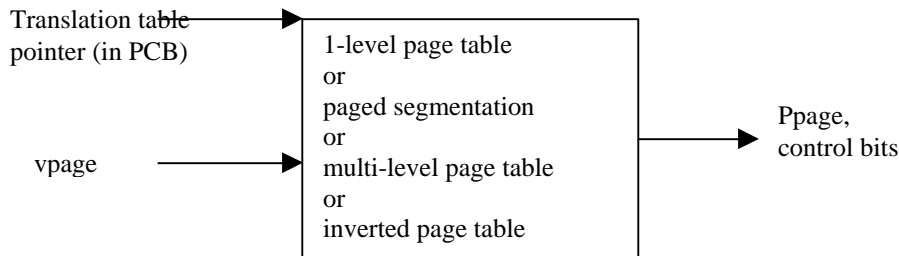 Translation table
pointer (in PCB)
vpage
1-level page table
or
paged segmentation
or
multi-level page table
or
inverted page table
Ppage,
control bits